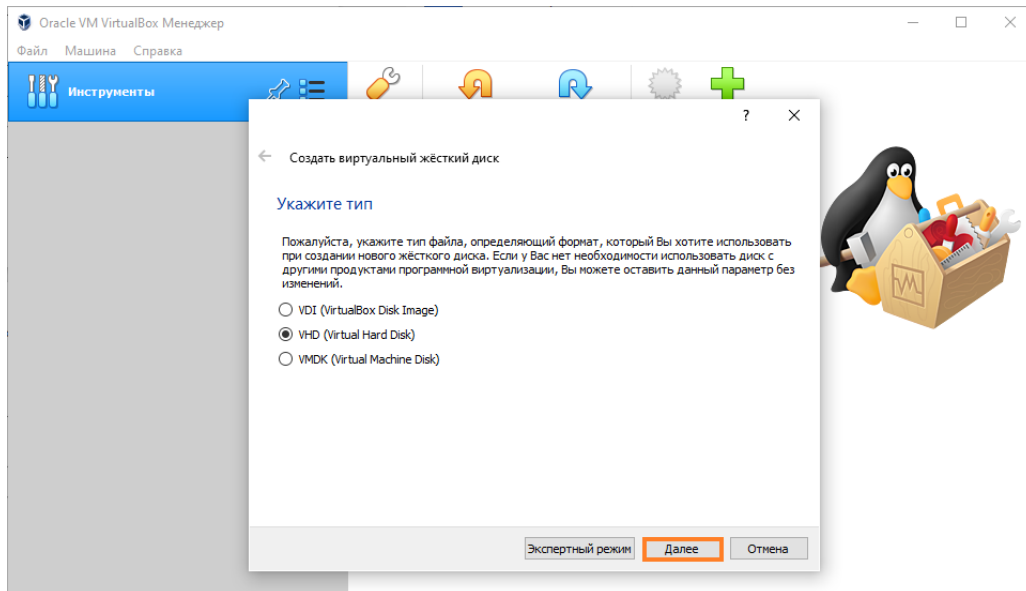 Oracle VM VirtualBox Менеджер
Файл Машина Справка
Инструменты
?
Создать виртуальный жёсткий диск
Укажите тип
Пожалуйста, укажите тип файла, определяющий формат, который Вы хотите использовать
при создании нового жёсткого диска. Если у Вас нет необходимости использовать диск с
другими продуктами программной виртуализации, Вы можете оставить данный параметр без
изменений.
VDI (VirtualBox Disk Image)
VHD (Virtual Hard Disk)
VMDK (Virtual Machine Disk)
Экспертный режим Далее Отмена